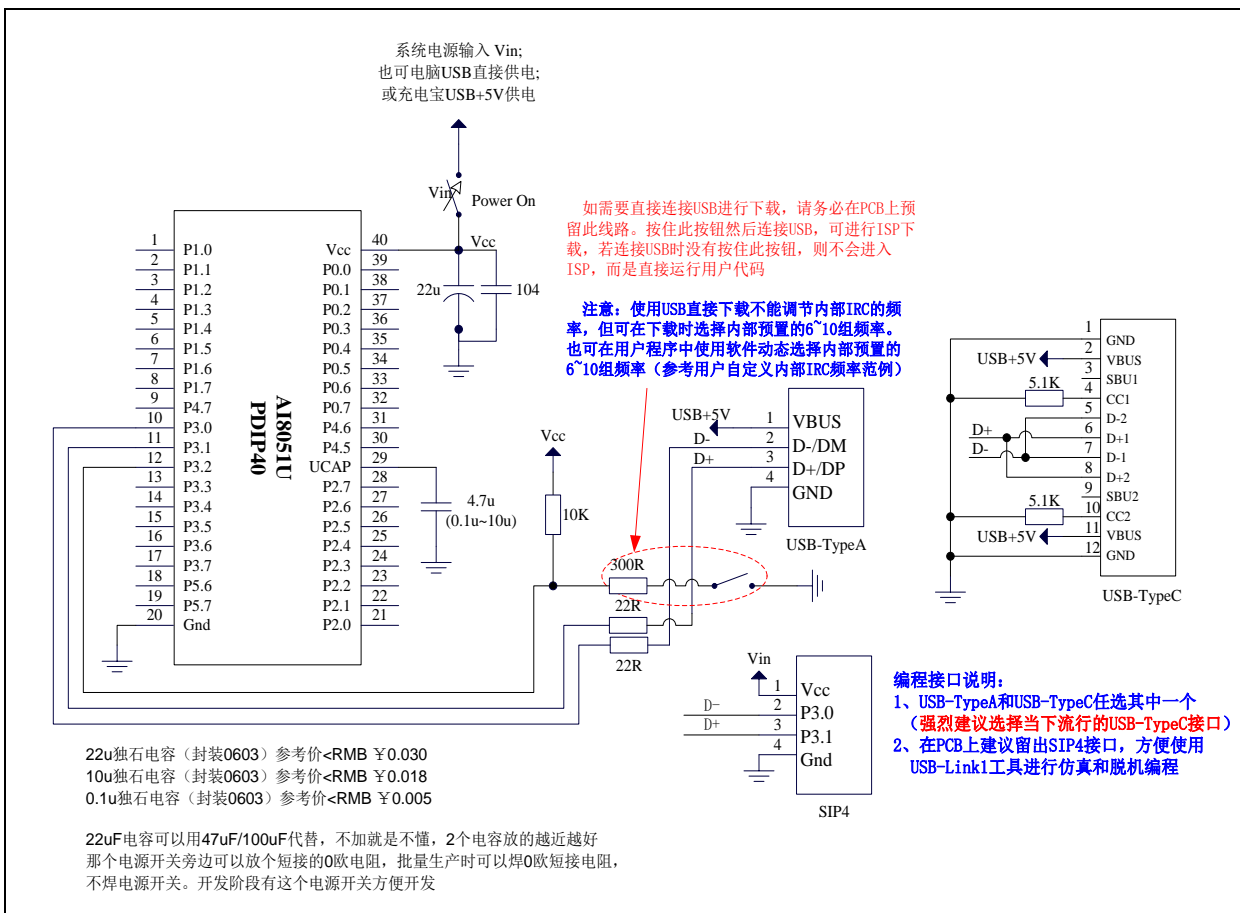 系统电源输入 Vin;
也可电脑USB直接供电;
或充电宝USB+5V供电
Vin
Power On
如需要直接连接USB进行下载，请务必在PCB上预
留此线路。按住此按钮然后连接USB，可进行ISP下
载，若连接USB时没有按住此按钮，则不会进入
ISP，而是直接运行用户代码
注意：使用USB直接下载不能调节内部IRC的频
率，但可在下载时选择内部预置的6~10组频率。
也可在用户程序中使用软件动态选择内部预置的
6~10组频率（参考用户自定义内部IRC频率范例）
AI8051U
PDIP40
1 P1.0
2 P1.1
3 P1.2
4 P1.3
5 P1.4
6 P1.5
7 P1.6
8 P1.7
9 P4.7
10 P3.0
11 P3.1
12 P3.2
13 P3.3
14 P3.4
15 P3.5
16 P3.6
17 P3.7
18 P5.6
19 P5.7
20 Gnd
Vcc 40
P0.0 39
P0.1 38
P0.2 37
P0.3 36
P0.4 35
P0.5 34
P0.6 33
P0.7 32
P4.6 31
P4.5 30
UCAP 29
P2.7 28
P2.6 27
P2.5 26
P2.4 25
P2.3 24
P2.2 23
P2.1 22
P2.0 21
Vcc
22u
104
4.7u
(0.1u~10u)
Vcc
10K
300R
22R
22R
USB+5V
D-
D+
1 VBUS
2 D-/DM
3 D+/DP
4 GND
USB-TypeA
1 GND
USB+5V 2 VBUS
3 SBU1
5.1K 4 CC1
5 D-2
D+ 6 D+1
D- 7 D-1
8 D+2
9 SBU2
5.1K 10 CC2
USB+5V 11 VBUS
12 GND
USB-TypeC
Vin
1 Vcc
D- 2 P3.0
D+ 3 P3.1
4 Gnd
SIP4
编程接口说明：
1、USB-TypeA和USB-TypeC任选其中一个
（强烈建议选择当下流行的USB-TypeC接口）
2、在PCB上建议留出SIP4接口，方便使用
USB-Link1工具进行仿真和脱机编程
22u独石电容（封装0603）参考价<RMB ￥0.030
10u独石电容（封装0603）参考价<RMB ￥0.018
0.1u独石电容（封装0603）参考价<RMB ￥0.005
22uF电容可以用47uF/100uF代替，不加就是不懂，2个电容放的越近越好
那个电源开关旁边可以放个短接的0欧电阻，批量生产时可以焊0欧短接电阻，
不焊电源开关。开发阶段有这个电源开关方便开发